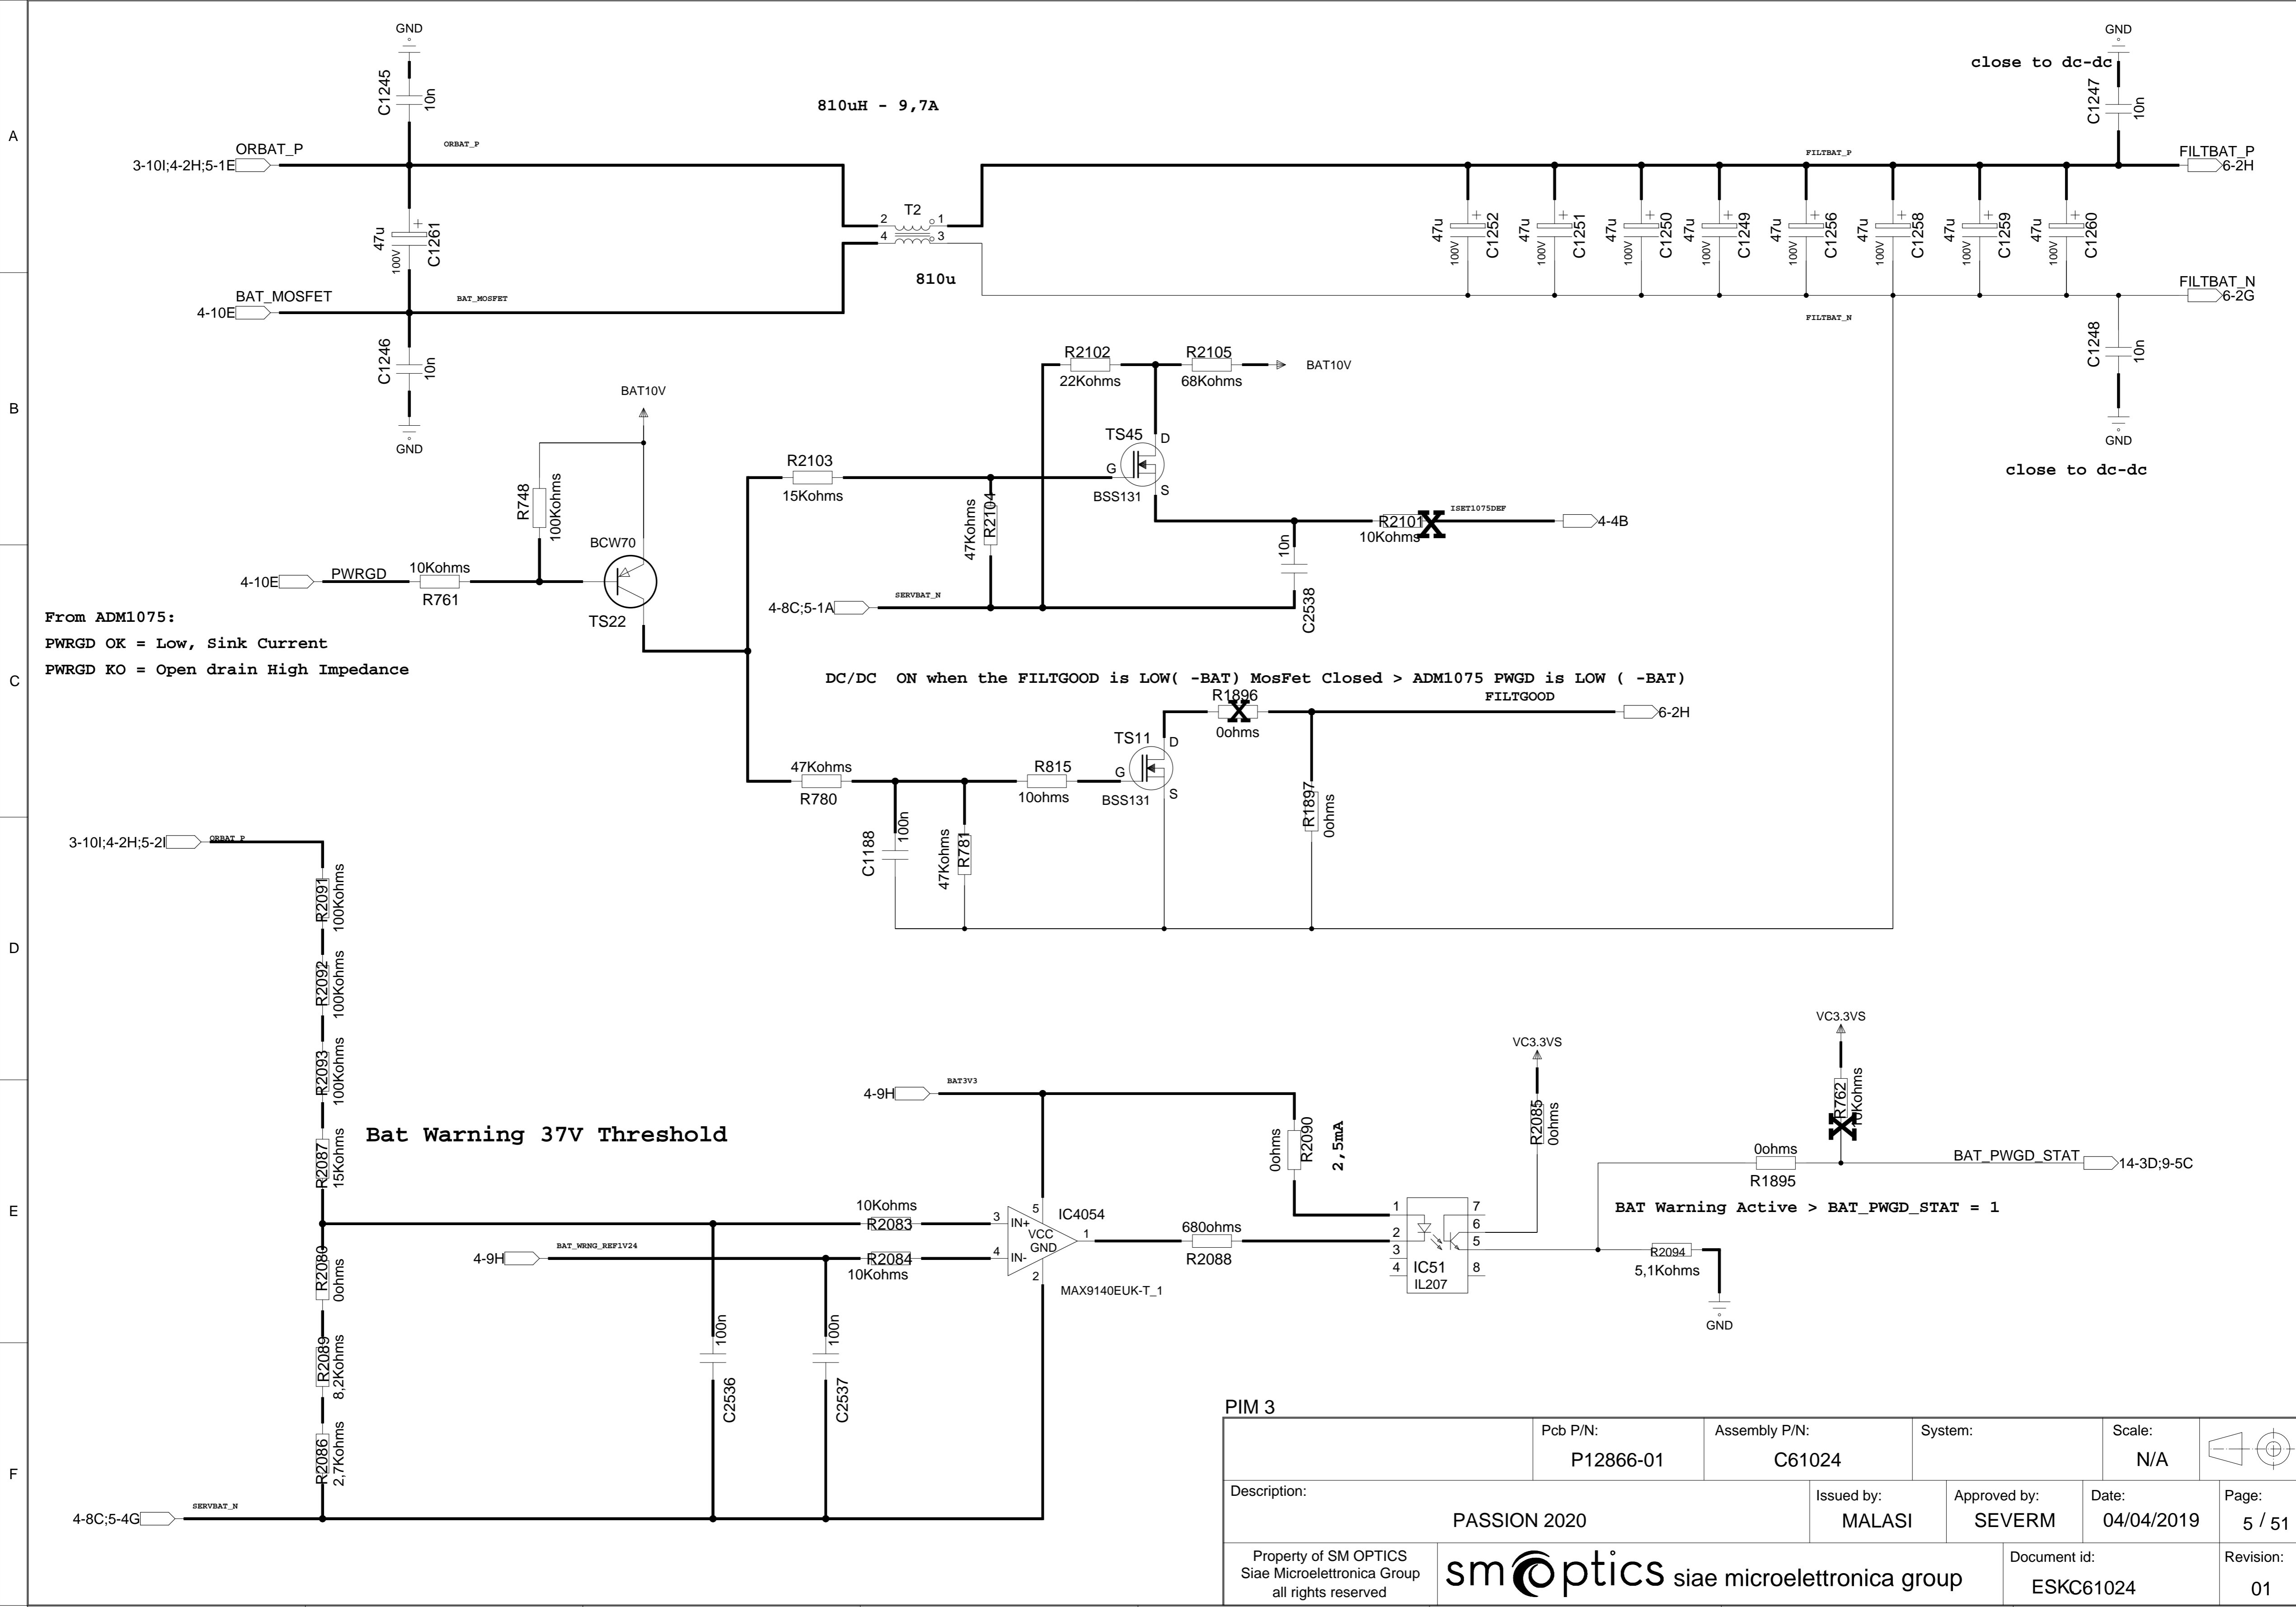 GND
C1245
10n
810uH - 9,7A
close to dc-dc
GND
C1247
10n
A
ORBAT_P
3-10I;4-2H;5-1E
ORBAT_P
FILTBAT_P
FILTBAT_P
6-2H
47u
100V
C1261
T2
2
1
4
3
810u
47u
100V
C1252
47u
100V
C1251
47u
100V
C1250
47u
100V
C1249
47u
100V
C1256
47u
100V
C1258
47u
100V
C1259
47u
100V
C1260
BAT_MOSFET
4-10E
BAT_MOSFET
FILTBAT_N
FILTBAT_N
6-2G
C1246
10n
GND
C1248
10n
GND
close to dc-dc
B
R2102
22Kohms
R2105
68Kohms
BAT10V
BAT10V
TS45
D
G
S
BSS131
R2103
15Kohms
R748
100Kohms
47Kohms
R2104
R2101
10Kohms
ISET1075DEF
4-4B
BCW70
TS22
4-10E
PWRGD
10Kohms
R761
10n
C2538
4-8C;5-1A
SERVBAT_N
From ADM1075:
PWRGD OK = Low, Sink Current
PWRGD KO = Open drain High Impedance
C
DC/DC ON when the FILTGOOD is LOW( -BAT) MosFet Closed > ADM1075 PWGD is LOW ( -BAT)
R1896
0ohms
FILTGOOD
6-2H
TS11
D
G
S
BSS131
47Kohms
R780
R815
10ohms
R1897
0ohms
C1188
100n
47Kohms
R781
3-10I;4-2H;5-2I
ORBAT_P
R2091
100Kohms
D
R2092
100Kohms
R2093
100Kohms
R2087
15Kohms
Bat Warning 37V Threshold
4-9H
BAT3V3
0ohms
R2090
2,5mA
VC3.3VS
R2085
0ohms
VC3.3VS
R762
10Kohms
0ohms
R1895
BAT_PWGD_STAT
14-3D;9-5C
BAT Warning Active > BAT_PWGD_STAT = 1
E
10Kohms
R2083
3
IN+
5
VCC
GND
1
IC4054
4
IN-
2
MAX9140EUK-T_1
4-9H
BAT_WRNG_REF1V24
R2084
10Kohms
680ohms
R2088
1
2
3
4
7
6
5
8
IC51
IL207
R2094
5,1Kohms
GND
R2080
0ohms
R2089
8,2Kohms
R2086
2,7Kohms
100n
C2536
100n
C2537
F
4-8C;5-4G
SERVBAT_N
PIM 3
Pcb P/N:
P12866-01
Assembly P/N:
C61024
System:
Scale:
N/A
Description:
PASSION 2020
Issued by:
MALASI
Approved by:
SEVERM
Date:
04/04/2019
Page:
5 / 51
Property of SM OPTICS
Siae Microelettronica Group
all rights reserved
smoptics siae microelettronica group
Document id:
ESKC61024
Revision:
01